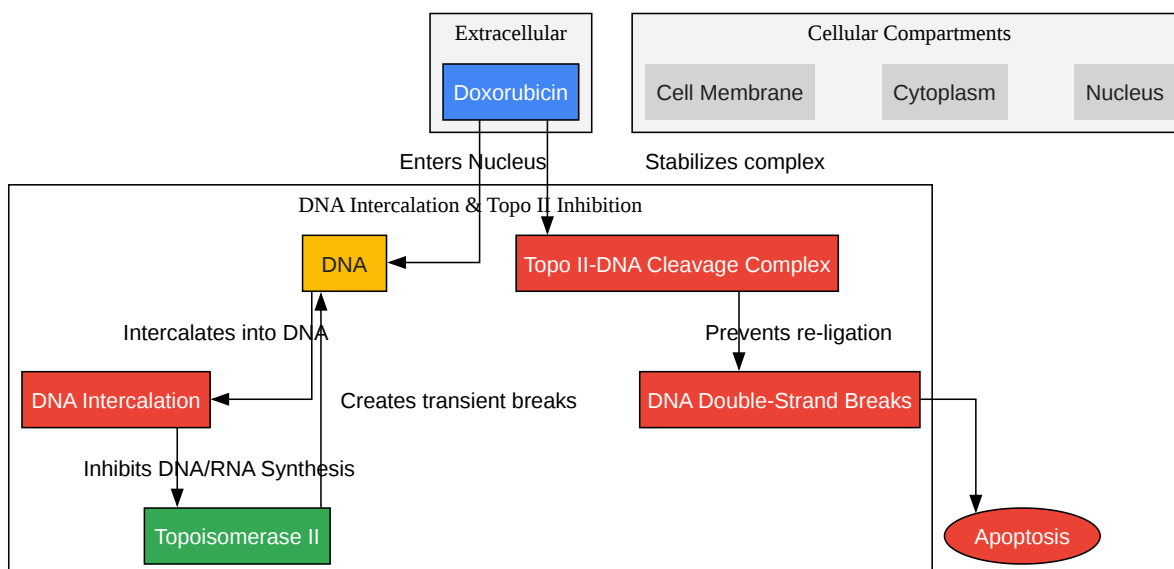 Extracellular
Cellular Compartments
Doxorubicin
Cell Membrane
Cytoplasm
Nucleus
Enters Nucleus
Stabilizes complex
DNA Intercalation & Topo II Inhibition
DNA
Topo II-DNA Cleavage Complex
Intercalates into DNA
Prevents re-ligation
DNA Intercalation
Creates transient breaks
DNA Double-Strand Breaks
Inhibits DNA/RNA Synthesis
Topoisomerase II
Apoptosis